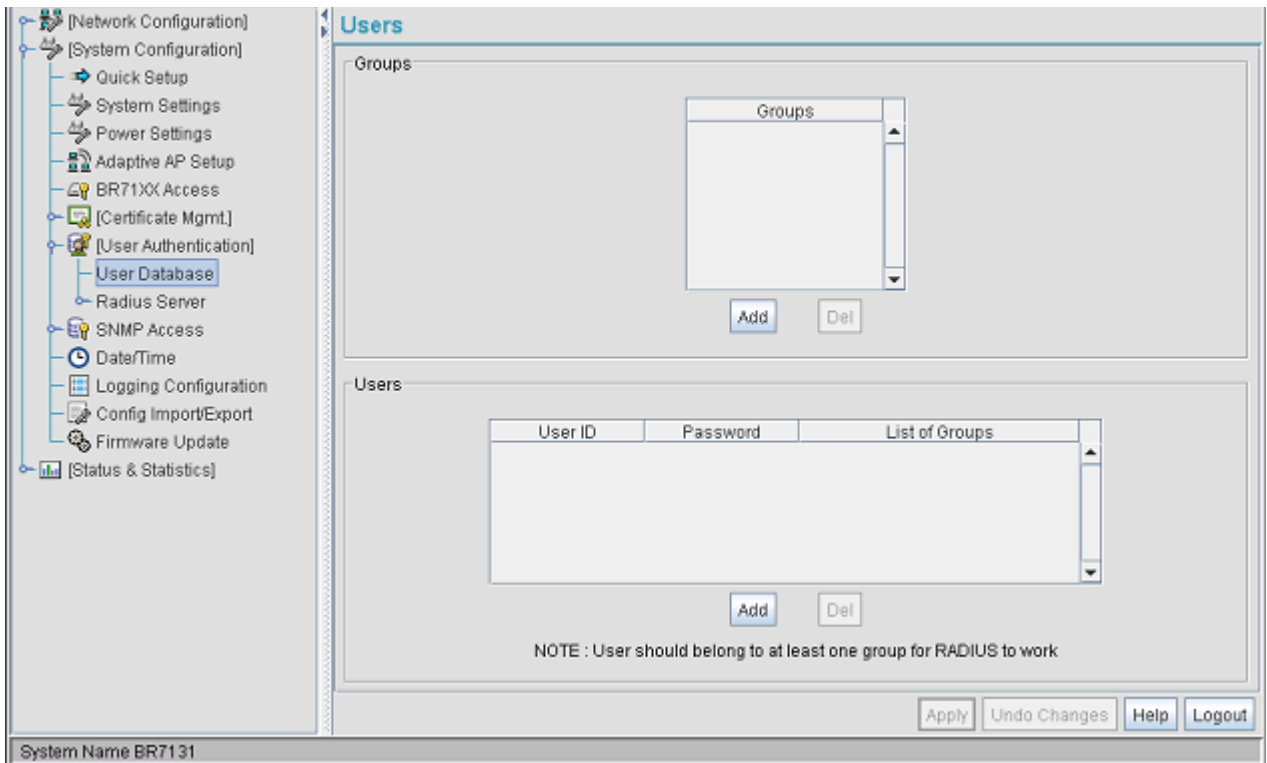 [Network Configuration]
[System Configuration]
Quick Setup
System Settings
Power Settings
Adaptive AP Setup
BR71XX Access
[Certificate Mgmt.]
[User Authentication]
User Database
Radius Server
SNMP Access
Date/Time
Logging Configuration
Config Import/Export
Firmware Update
[Status & Statistics]
Users
Groups
Groups
Add Del
Users
User ID Password List of Groups
Add Del
NOTE : User should belong to at least one group for RADIUS to work
Apply Undo Changes Help Logout
System Name BR7131